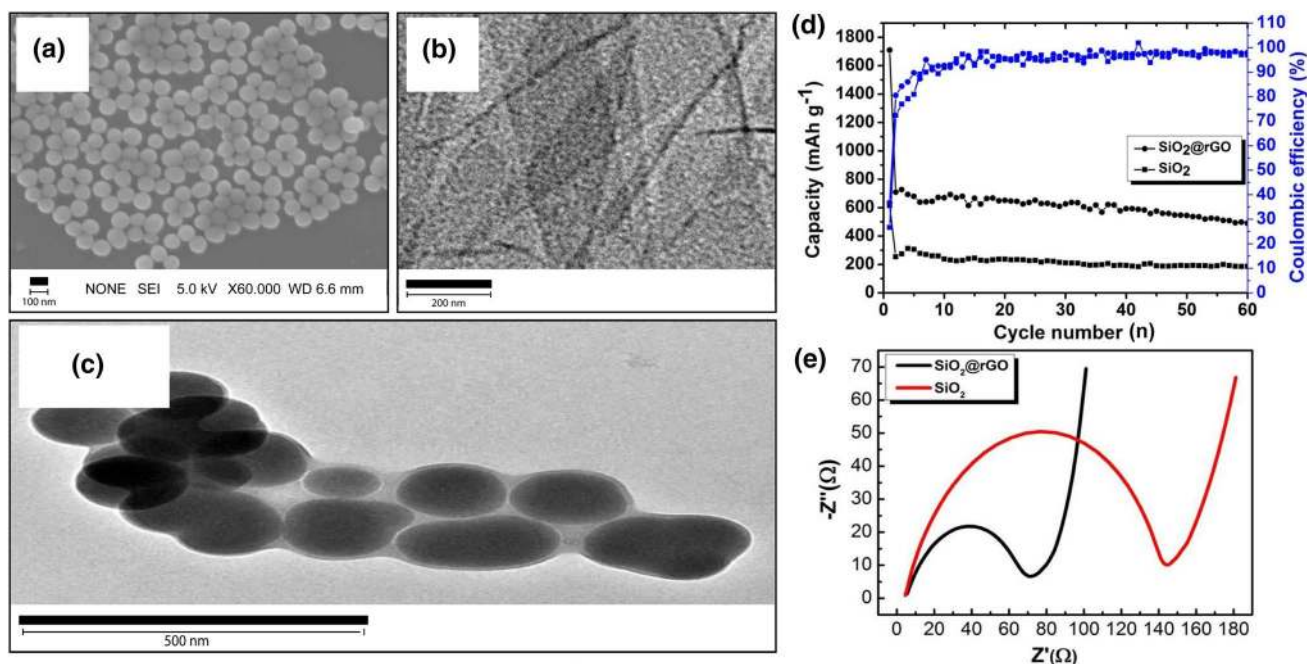 (a)
100 nm NONE SEI 5.0 kV X60.000 WD 6.6 mm
(b)
200 nm
(c)
500 nm
(d)
Capacity (mAh g⁻¹)
1800
1600
1400
1200
1000
800
600
400
200
0
SiO₂@rGO
SiO₂
110
100
90
80
70
60
50
40
30
20
10
0
Coulombic efficiency (%)
0 10 20 30 40 50 60
Cycle number (n)
(e)
-Z''(Ω)
70
60
50
40
30
20
10
0
SiO₂@rGO
SiO₂
0 20 40 60 80 100 120 140 160 180
Z'(Ω)